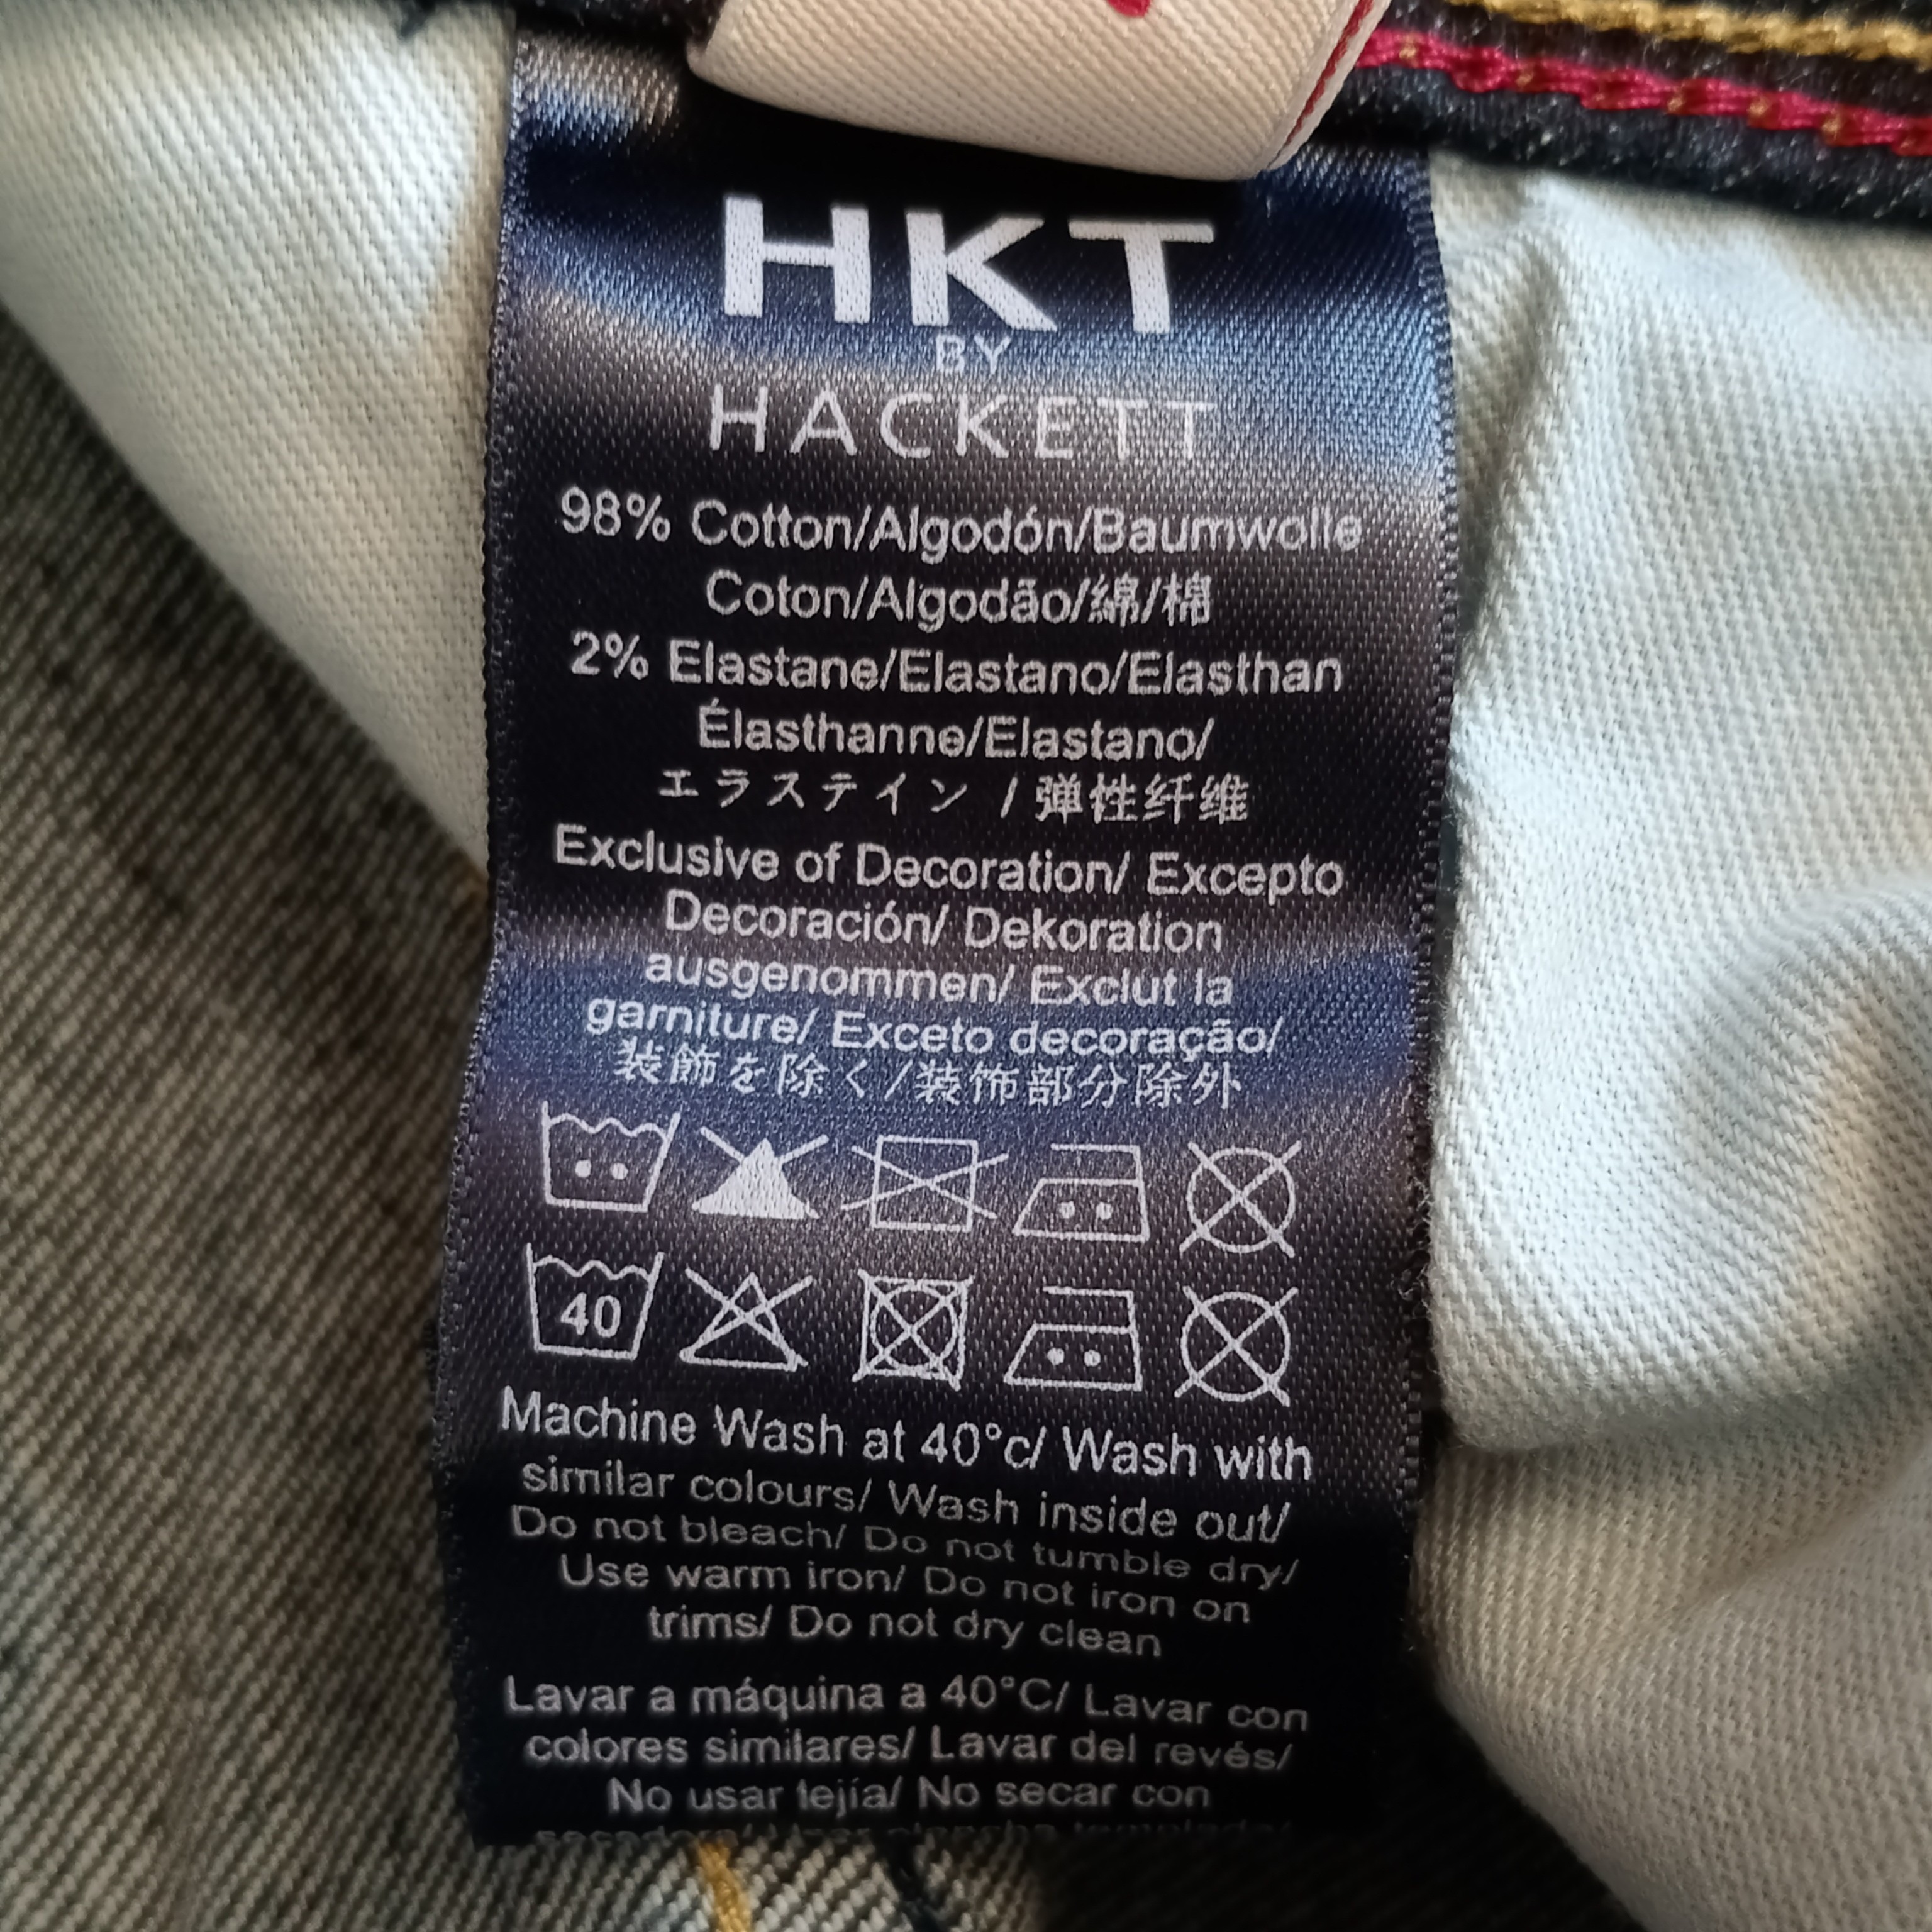 HKT
BY
HACKETT
98% Cotton/Algodón/Baumwolle
Coton/Algodão/綿/棉
2% Elastane/Elastano/Elasthan
Élasthanne/Elastano/
エラステイン / 弹性纤维
Exclusive of Decoration/ Excepto
Decoración/ Dekoration
ausgenommen/ Exclut la
garniture/ Exceto decoração/
装飾を除く/装饰部分除外
40
Machine Wash at 40°c/ Wash with
similar colours/ Wash inside out/
Do not bleach/ Do not tumble dry/
Use warm iron/ Do not iron on
trims/ Do not dry clean
Lavar a máquina a 40°C/ Lavar con
colores similares/ Lavar del revés/
No usar tejía/ No secar con